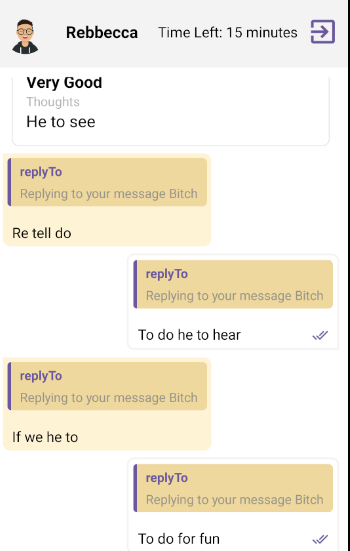 Rebbecca
Time Left: 15 minutes
Very Good
Thoughts
He to see
replyTo
Replying to your message Bitch
Re tell do
replyTo
Replying to your message Bitch
To do he to hear
replyTo
Replying to your message Bitch
If we he to
replyTo
Replying to your message Bitch
To do for fun